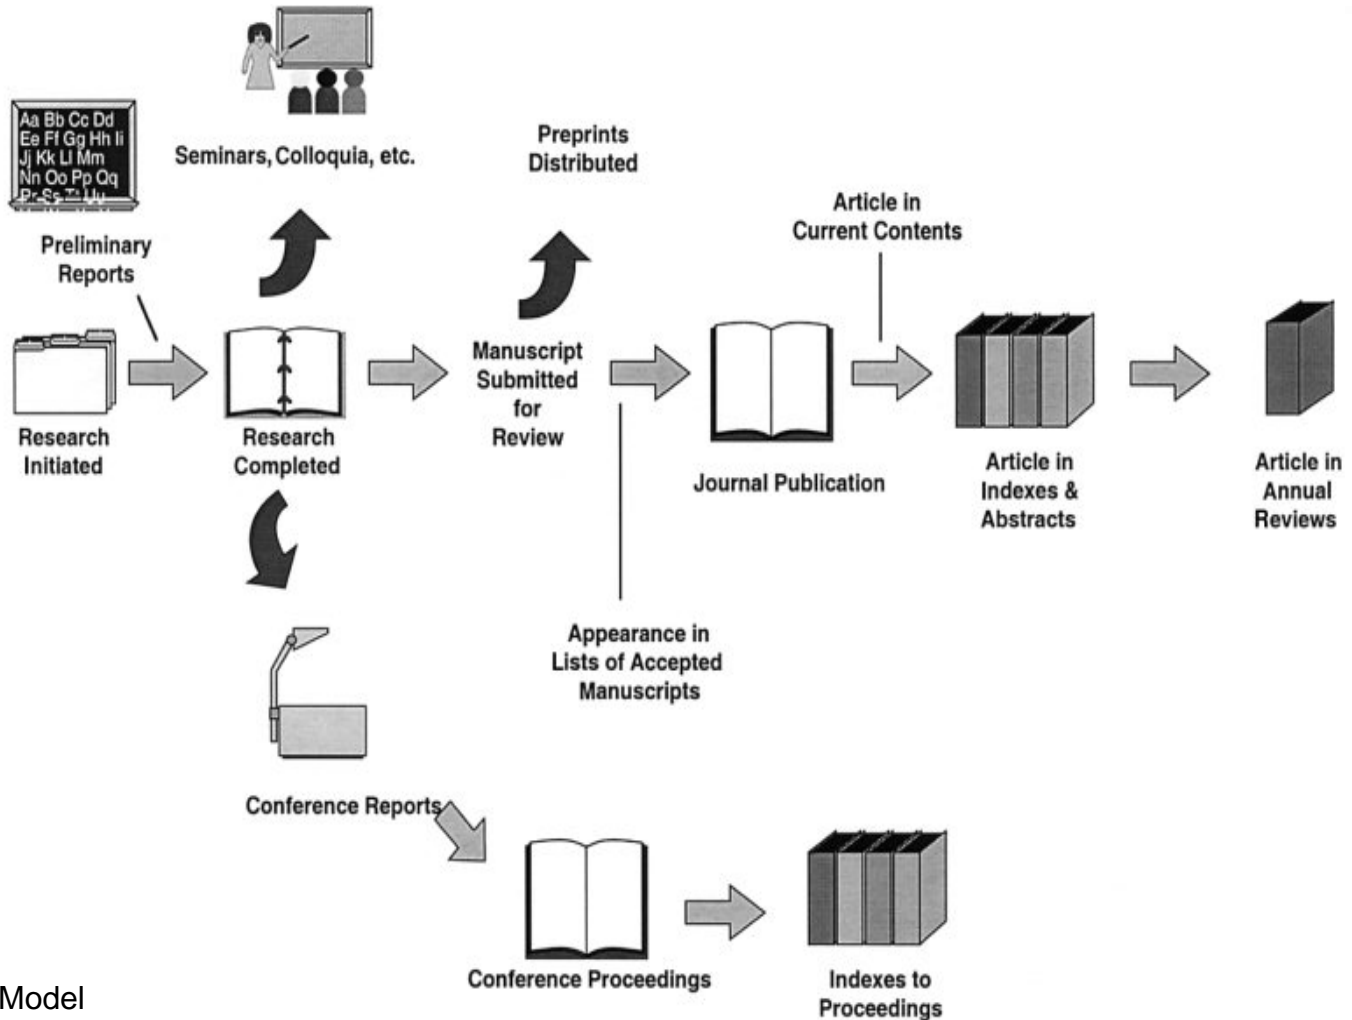 Aa Bb Cc Dd
Ee Ff Gg Hh Ii
Jj Kk Ll Mm
Nn Oo Pp Qq
Rr Ss Uu
Seminars, Colloquia, etc.
Preprints
Distributed
Article in
Current Contents
Preliminary
Reports
Manuscript
Submitted
for
Review
Research
Initiated
Research
Completed
Journal Publication
Article in
Indexes &
Abstracts
Article in
Annual
Reviews
Appearance in
Lists of Accepted
Manuscripts
Conference Reports
Conference Proceedings
Indexes to
Proceedings
Model